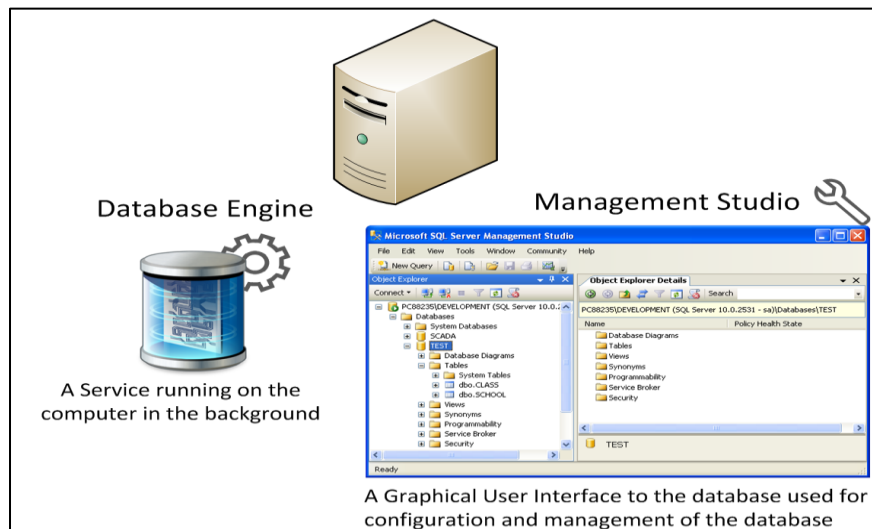 Database Engine
A Service running on the
computer in the background
Management Studio
Microsoft SQL Server Management Studio
File Edit View Tools Window Community Help
New Query
Object Explorer
Connect
PC88235\DEVELOPMENT (SQL Server 10.0.2
Databases
System Databases
SCADA
TEST
Database Diagrams
Tables
System Tables
dbo.CLASS
dbo.SCHOOL
Views
Synonyms
Programmability
Service Broker
Security
Object Explorer Details
Search
PC88235\DEVELOPMENT (SQL Server 10.0.2531 - sa)\Databases\TEST
Name Policy Health State
Database Diagrams
Tables
Views
Synonyms
Programmability
Service Broker
Security
TEST
Ready
A Graphical User Interface to the database used for
configuration and management of the database